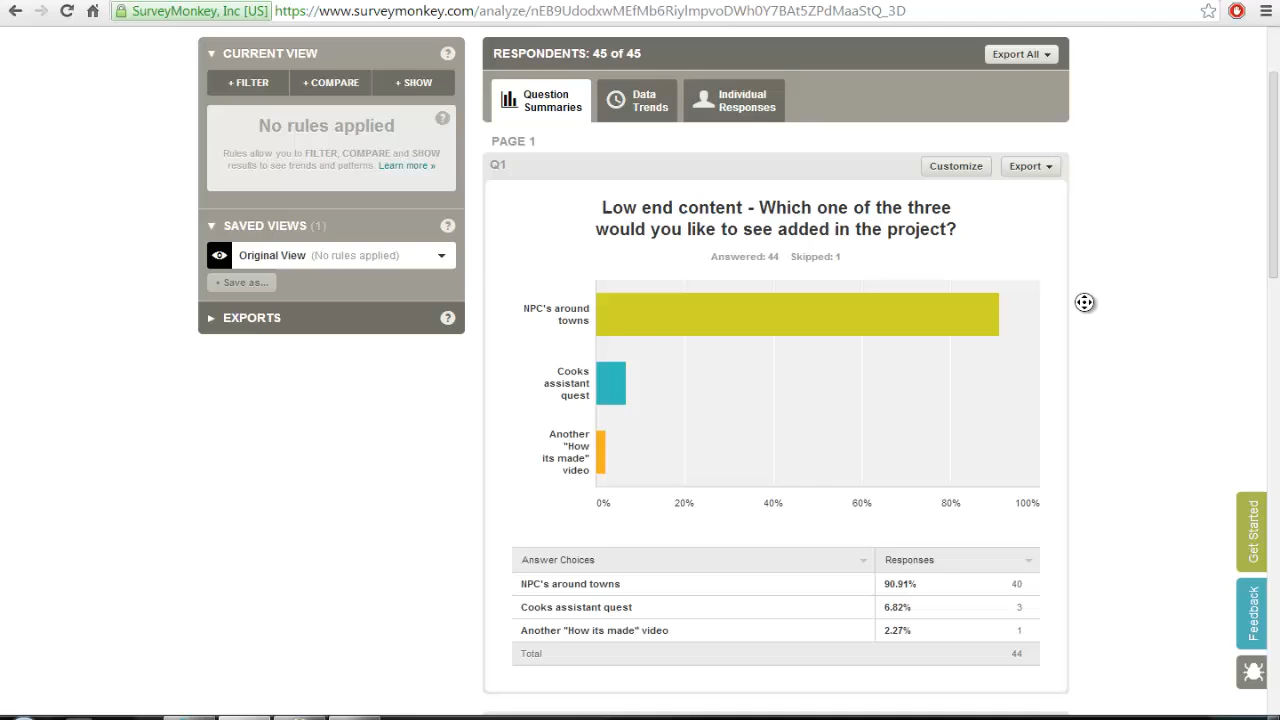 SurveyMonkey, Inc [US] https://www.surveymonkey.com/analyze/nEB9UdodxwMEfMb6RiyImpvoDWh0Y7BAt5ZPdMaaStQ_3D
CURRENT VIEW ?
+ FILTER + COMPARE + SHOW
No rules applied ?
Rules allow you to FILTER, COMPARE and SHOW
results to see trends and patterns. Learn more »
SAVED VIEWS (1) ?
Original View (No rules applied)
+ Save as...
EXPORTS ?
RESPONDENTS: 45 of 45 Export All
Question
Summaries
Data
Trends
Individual
Responses
PAGE 1
Q1 Customize Export
Low end content - Which one of the three
would you like to see added in the project?
Answered: 44 Skipped: 1
NPC's around
towns
Cooks
assistant
quest
Another
"How
its made"
video
0% 20% 40% 60% 80% 100%
Answer Choices Responses
NPC's around towns 90.91% 40
Cooks assistant quest 6.82% 3
Another "How its made" video 2.27% 1
Total 44
Get Started
Feedback